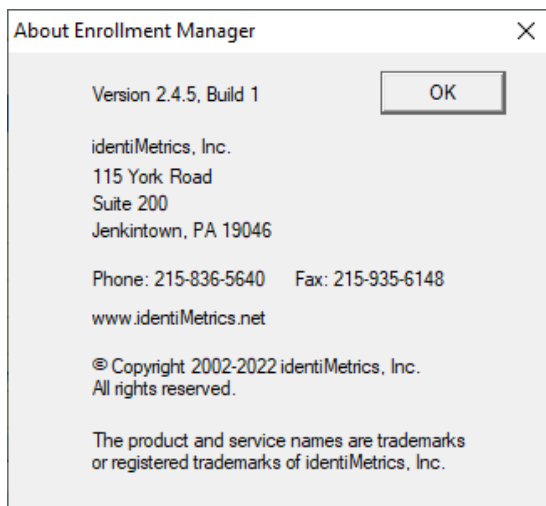 About Enrollment Manager
Version 2.4.5, Build 1
OK
identiMetrics, Inc.
115 York Road
Suite 200
Jenkintown, PA 19046
Phone: 215-836-5640 Fax: 215-935-6148
www.identiMetrics.net
© Copyright 2002-2022 identiMetrics, Inc.
All rights reserved.
The product and service names are trademarks
or registered trademarks of identiMetrics, Inc.